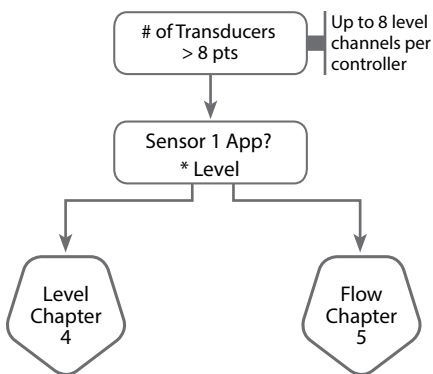 # of Transducers
> 8 pts
Up to 8 level
channels per
controller
Sensor 1 App?
* Level
Level
Chapter
4
Flow
Chapter
5